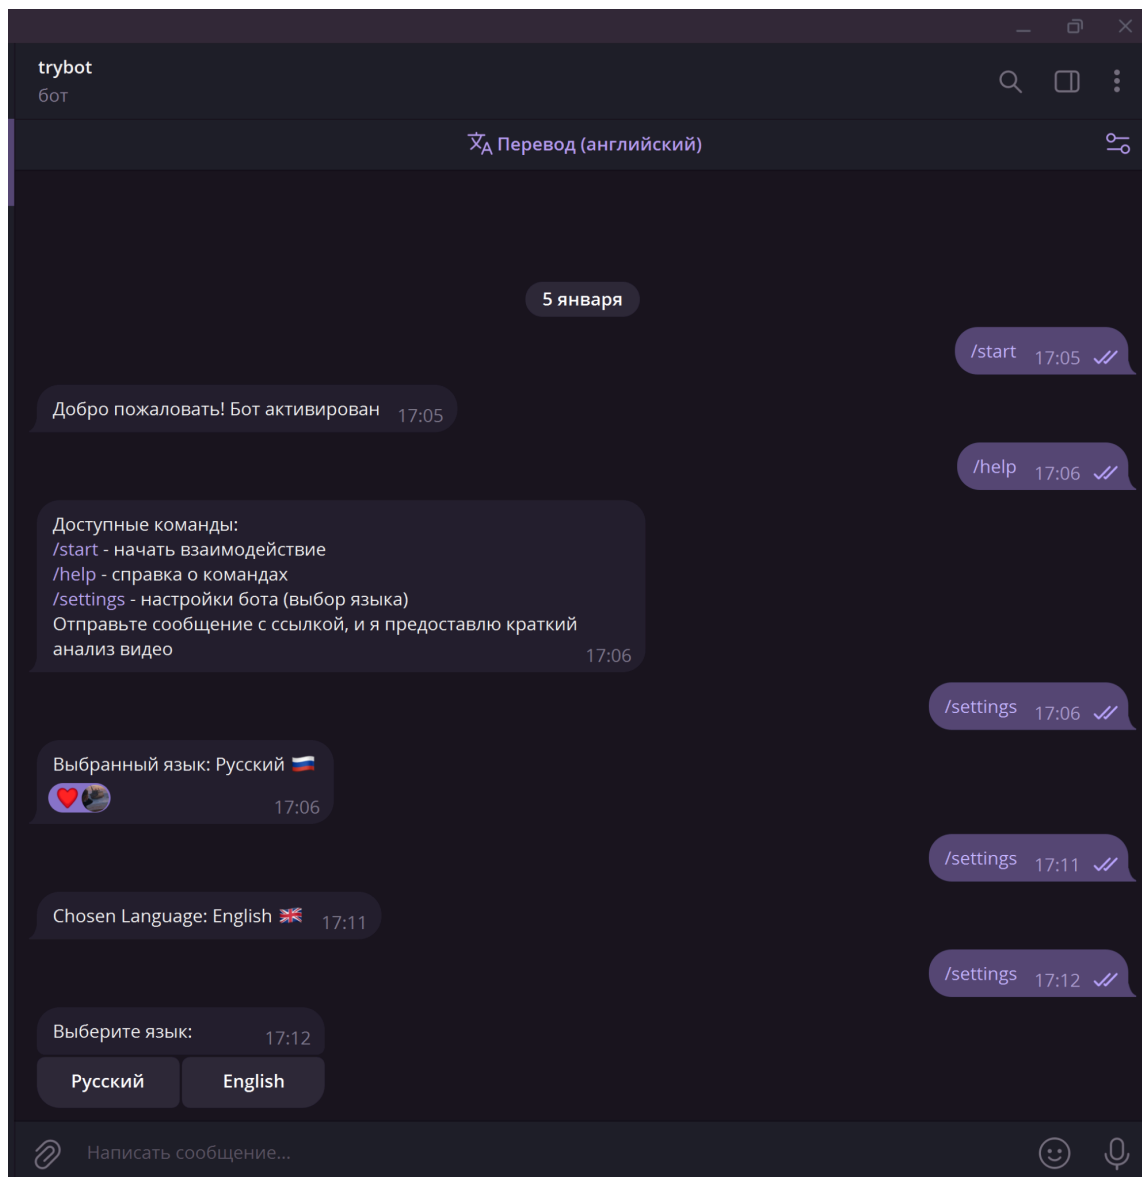 trybot
бот
Перевод (английский)
5 января
/start 17:05
Добро пожаловать! Бот активирован 17:05
/help 17:06
Доступные команды:
/start - начать взаимодействие
/help - справка о командах
/settings - настройки бота (выбор языка)
Отправьте сообщение с ссылкой, и я предоставлю краткий
анализ видео 17:06
/settings 17:06
Выбранный язык: Русский 🇷🇺
17:06
/settings 17:11
Chosen Language: English 🇬🇧 17:11
/settings 17:12
Выберите язык: 17:12
Русский English
Написать сообщение...